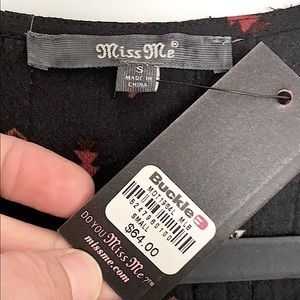 Miss Me®
S
MADE IN
CHINA
Buckle B
SMALL
$64.00
DO YOU Miss Me?™
missme.com